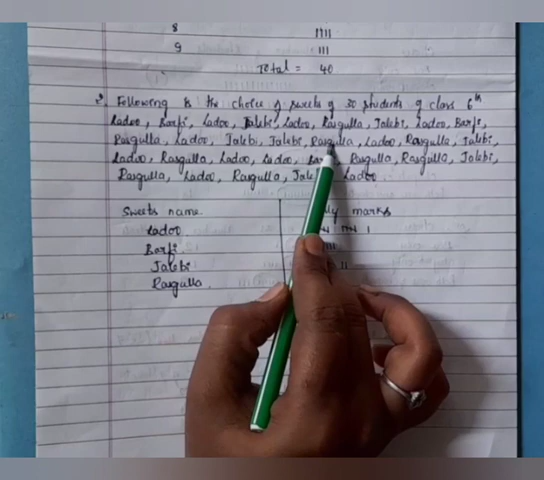 8 IIII
9 III
Total = 40
Following is the choice of sweets of 30 students of class 6th
Ladoo, Barfi, Ladoo, Jalebi, Ladoo, Rasgulla, Jalebi, Ladoo, Barfi,
Rasgulla, Ladoo, Jalebi, Jalebi, Rasgulla, Ladoo, Rasgulla, Jalebi,
Ladoo, Rasgulla, Ladoo, Ladoo, Rasgulla, Rasgulla, Jalebi,
Rasgulla, Ladoo, Rasgulla, Ladoo
Sweets name marks
Ladoo
Barfi
Jalebi
Rasgulla